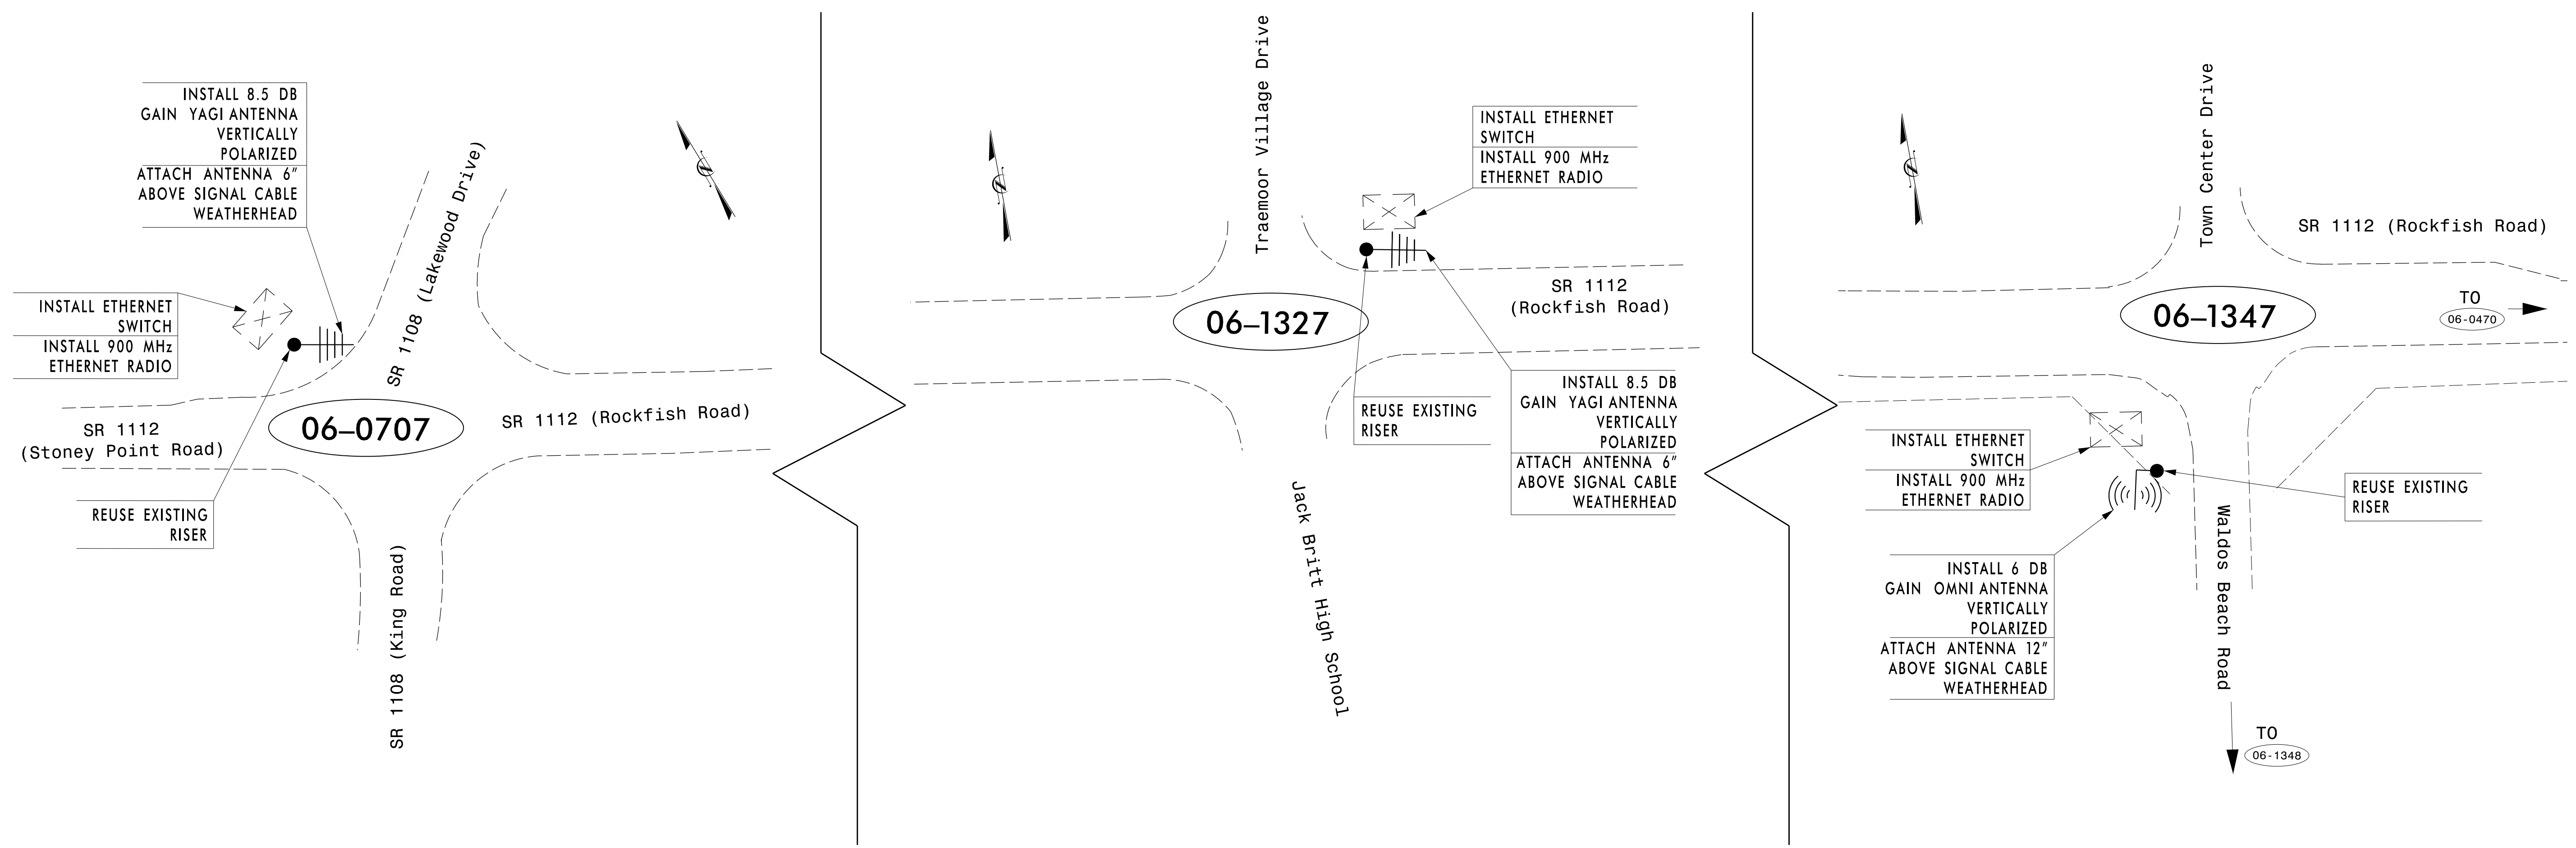 INSTALL 8.5 DB
GAIN YAGI ANTENNA
VERTICALLY
POLARIZED
ATTACH ANTENNA 6"
ABOVE SIGNAL CABLE
WEATHERHEAD
INSTALL ETHERNET
SWITCH
INSTALL 900 MHz
ETHERNET RADIO
SR 1108 (Lakewood Drive)
06-0707
SR 1112
(Stoney Point Road)
SR 1112 (Rockfish Road)
REUSE EXISTING
RISER
SR 1108 (King Road)
Traemoor Village Drive
INSTALL ETHERNET
SWITCH
INSTALL 900 MHz
ETHERNET RADIO
06-1327
SR 1112
(Rockfish Road)
REUSE EXISTING
RISER
INSTALL 8.5 DB
GAIN YAGI ANTENNA
VERTICALLY
POLARIZED
ATTACH ANTENNA 6"
ABOVE SIGNAL CABLE
WEATHERHEAD
Jack Britt High School
Town Center Drive
SR 1112 (Rockfish Road)
06-1347
TO
06-0470
INSTALL ETHERNET
SWITCH
INSTALL 900 MHz
ETHERNET RADIO
REUSE EXISTING
RISER
INSTALL 6 DB
GAIN OMNI ANTENNA
VERTICALLY
POLARIZED
ATTACH ANTENNA 12"
ABOVE SIGNAL CABLE
WEATHERHEAD
Waldos Beach Road
TO
06-1348